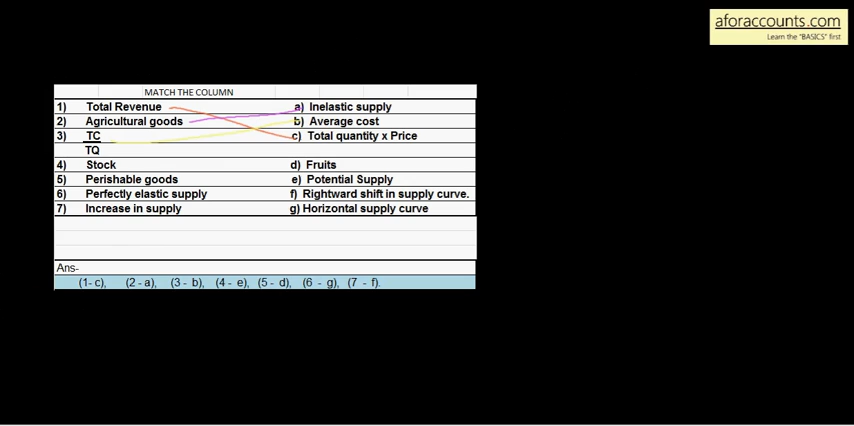 aforaccounts.com
Learn the "BASICS" first
MATCH THE COLUMN
1) Total Revenue a) Inelastic supply
2) Agricultural goods b) Average cost
3) TC c) Total quantity x Price
TQ
4) Stock d) Fruits
5) Perishable goods e) Potential Supply
6) Perfectly elastic supply f) Rightward shift in supply curve.
7) Increase in supply g) Horizontal supply curve
Ans-
(1- c), (2 - a), (3 - b), (4 - e), (5 - d), (6 - g), (7 - f).